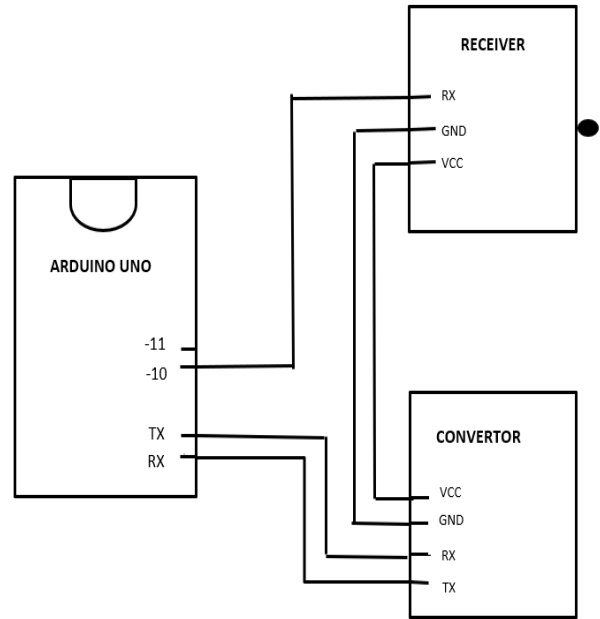 RECEIVER
RX
GND
VCC
ARDUINO UNO
-11
-10
TX
RX
CONVERTOR
VCC
GND
RX
TX